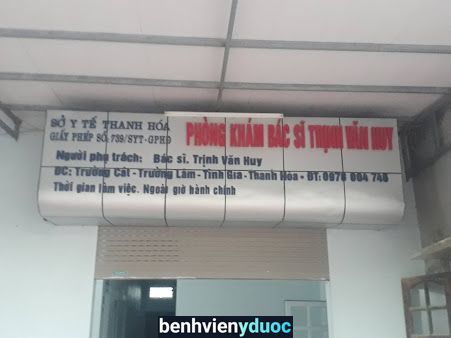 SỞ Y TẾ THANH HÓA
GIẤY PHÉP SỐ: 739/SYT-GPHĐ
PHÒNG KHÁM BÁC SĨ TRỊNH VĂN HUY
Người phụ trách: Bác sĩ. Trịnh Văn Huy
ĐC: Trường Cát - Trường Lâm - Tĩnh Gia - Thanh Hóa - ĐT: 0978 004 748
Thời gian làm việc. Ngoài giờ hành chính
benhvienyduoc